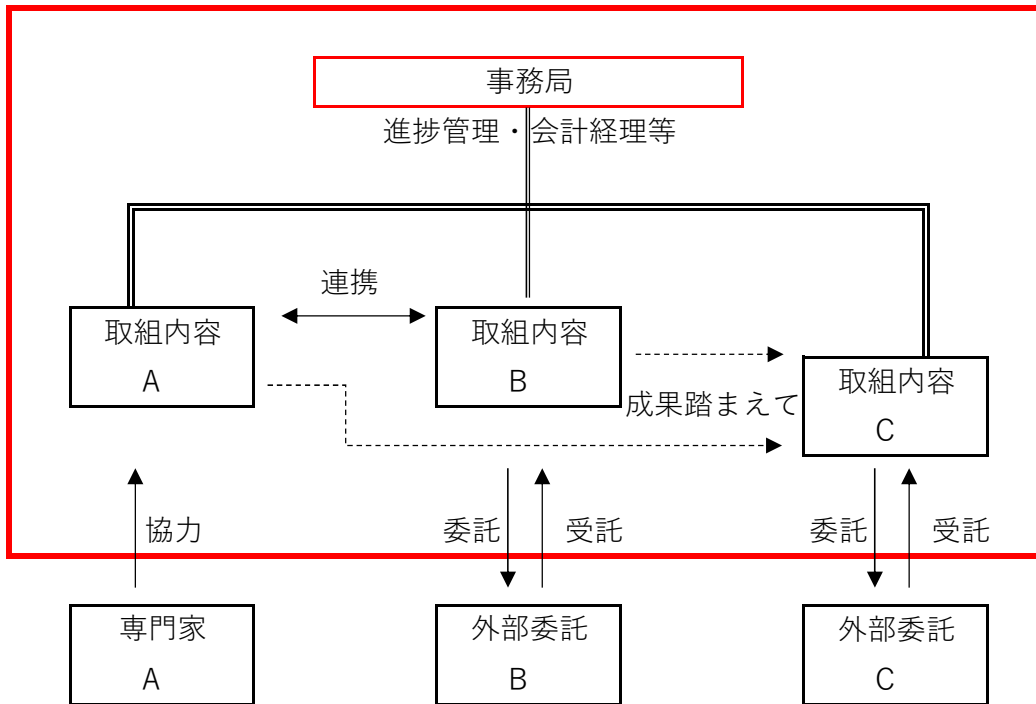 事務局
進捗管理・会計経理等
連携
取組内容
A
取組内容
B
取組内容
C
成果踏まえて
協力
委託
受託
委託
受託
専門家
A
外部委託
B
外部委託
C